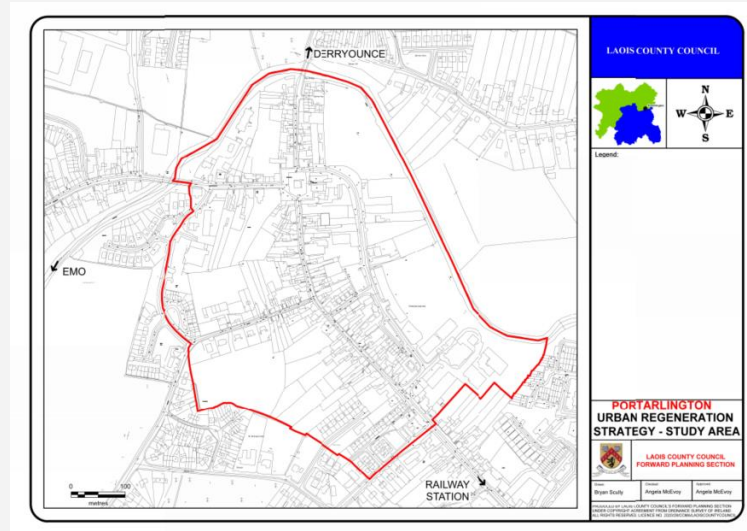 DERRYOUNCE
EMO
RAILWAY
STATION
0 100
metres
LAOIS COUNTY COUNCIL
N
W E
S
Legend:
PORTARLINGTON
URBAN REGENERATION
STRATEGY - STUDY AREA
LAOIS COUNTY COUNCIL
FORWARD PLANNING SECTION
Bryan Scully
Angela McEvoy
Angela McEvoy